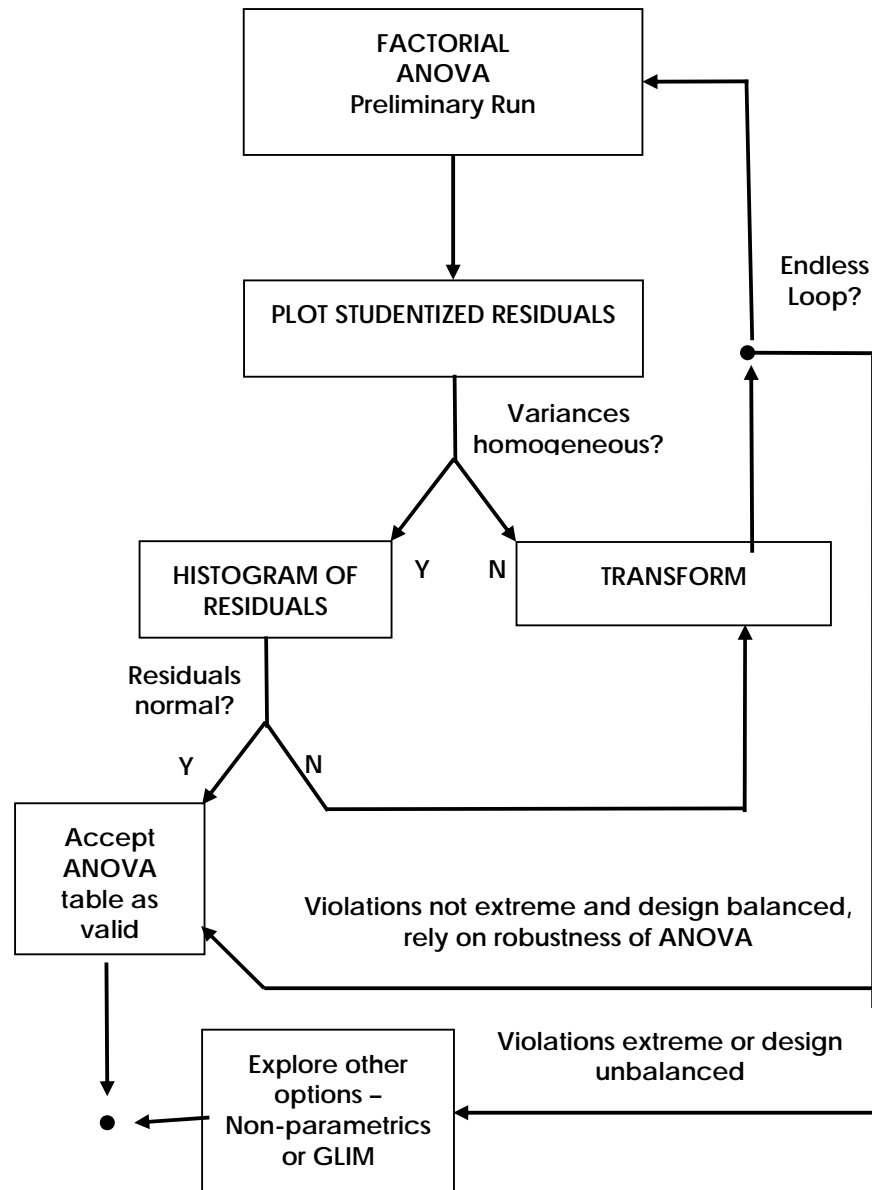 FACTORIAL
ANOVA
Preliminary Run
Endless
Loop?
PLOT STUDENTIZED RESIDUALS
Variances
homogeneous?
HISTOGRAM OF
RESIDUALS
Y
N
TRANSFORM
Residuals
normal?
Y
N
Accept
ANOVA
table as
valid
Violations not extreme and design balanced,
rely on robustness of ANOVA
Explore other
options –
Non-parametrics
or GLIM
Violations extreme or design
unbalanced